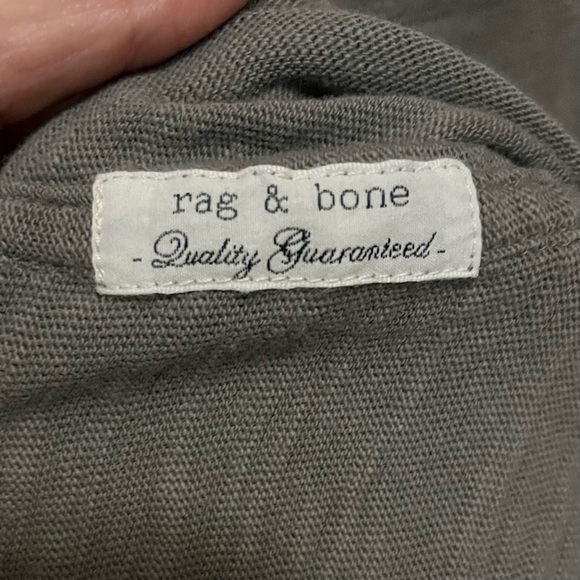 rag & bone
- Quality Guaranteed -